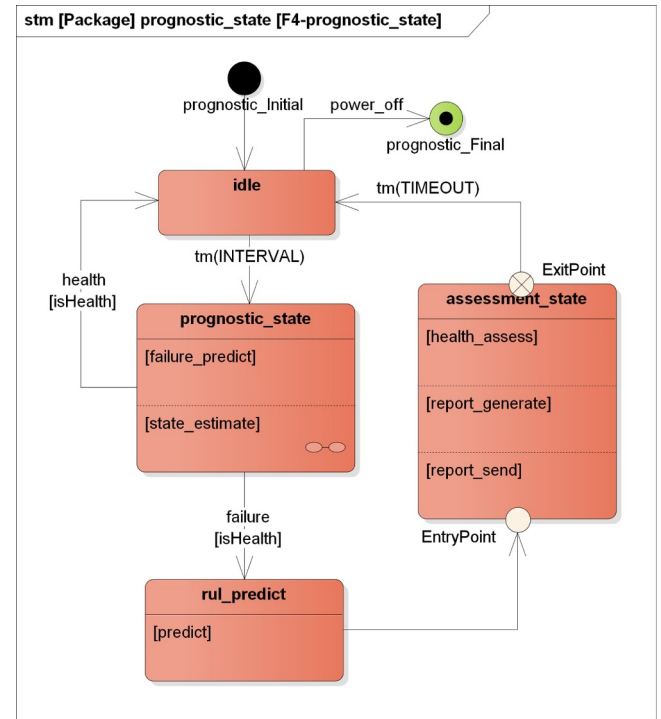 stm [Package] prognostic_state [F4-prognostic_state]
prognostic_Initial
power_off
prognostic_Final
idle
tm(TIMEOUT)
tm(INTERVAL)
health
[isHealth]
ExitPoint
prognostic_state
[failure_predict]
[state_estimate]
assessment_state
[health_assess]
[report_generate]
[report_send]
failure
[isHealth]
EntryPoint
rul_predict
[predict]